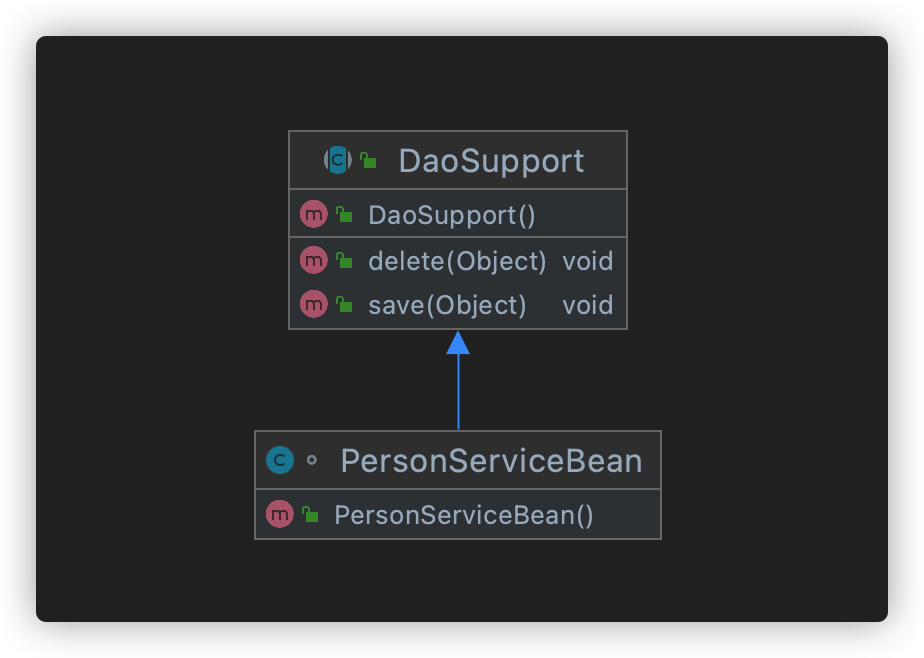 DaoSupport
DaoSupport()
delete(Object) void
save(Object) void
PersonServiceBean
PersonServiceBean()